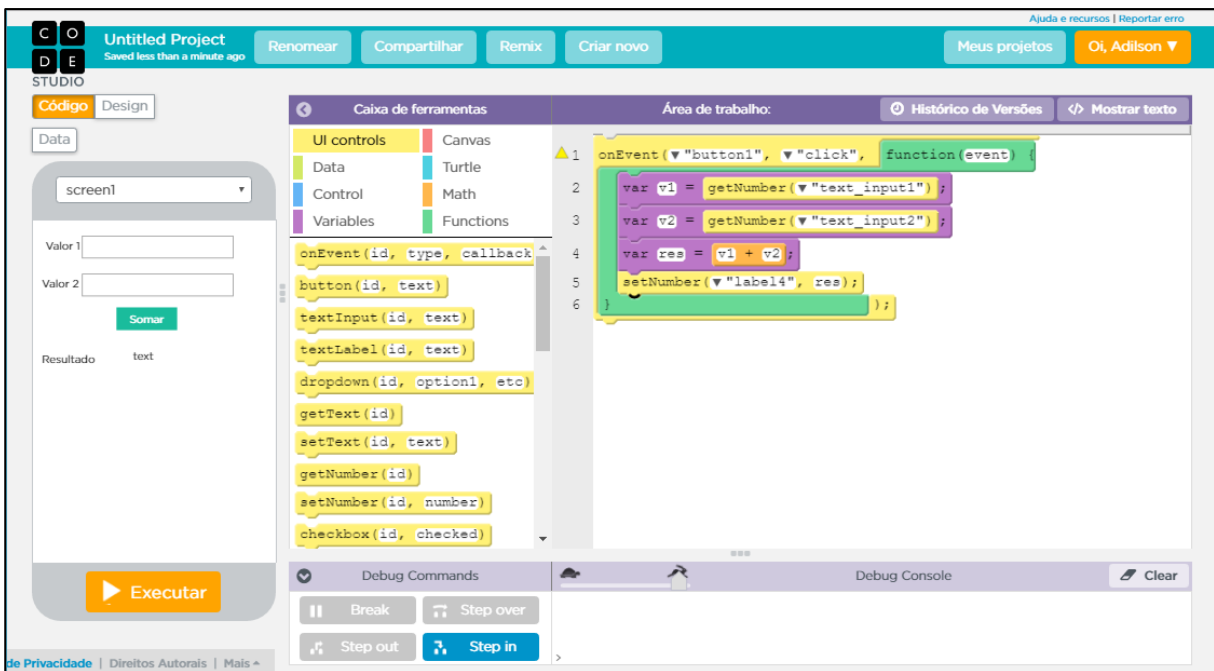 Ajuda e recursos | Reportar erro
C O
D E
STUDIO
Untitled Project
Saved less than a minute ago
Renomear
Compartilhar
Remix
Criar novo
Meus projetos
Oi, Adilson ▼
Código
Design
Data
screen1
Valor 1
Valor 2
Somar
Resultado
text
Executar
de Privacidade | Direitos Autorais | Mais
Caixa de ferramentas
UI controls
Canvas
Data
Turtle
Control
Math
Variables
Functions
onEvent(id, type, callback
button(id, text)
textInput(id, text)
textLabel(id, text)
dropdown(id, option1, etc)
getText(id)
setText(id, text)
getNumber(id)
setNumber(id, number)
checkbox(id, checked)
Área de trabalho:
Histórico de Versões
</> Mostrar texto
1 onEvent(▼"button1", ▼"click", function(event) {
2 var v1 = getNumber(▼"text_input1");
3 var v2 = getNumber(▼"text_input2");
4 var res = v1 + v2;
5 setNumber(▼"label4", res);
6 } );
Debug Commands
Break
Step over
Step out
Step in
Debug Console
Clear
>